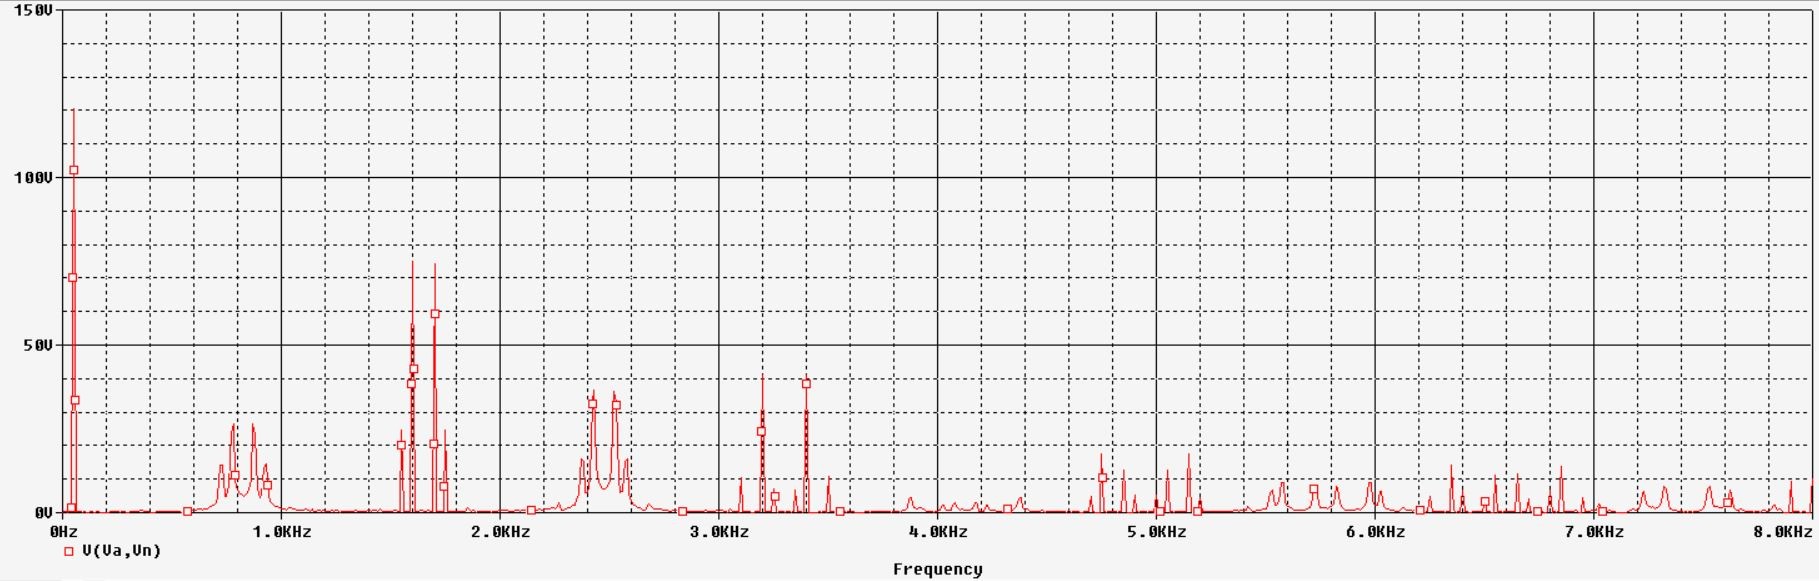 150V
100V
50V
0V
0Hz 1.0KHz 2.0KHz 3.0KHz 4.0KHz 5.0KHz 6.0KHz 7.0KHz 8.0KHz
V(Va,Vn)
Frequency